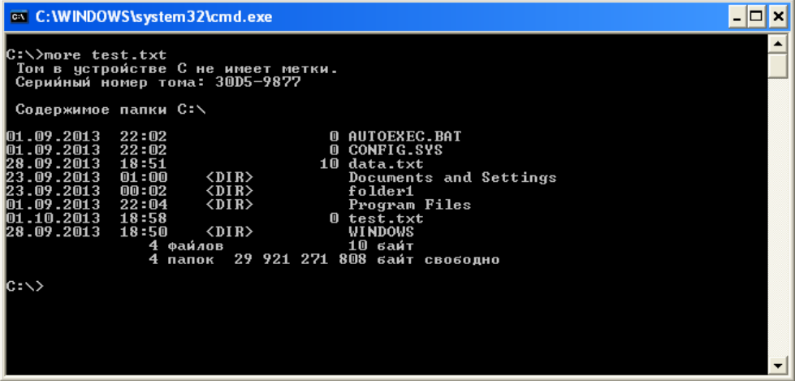 C:\WINDOWS\system32\cmd.exe
C:\>more test.txt
Том в устройстве C не имеет метки.
Серийный номер тома: 30D5-9877
Содержимое папки C:\
01.09.2013  22:02                 0 AUTOEXEC.BAT
01.09.2013  22:02                 0 CONFIG.SYS
28.09.2013  18:51                10 data.txt
23.09.2013  01:00    <DIR>          Documents and Settings
23.09.2013  00:02    <DIR>          folder1
01.09.2013  22:04    <DIR>          Program Files
01.10.2013  18:58                 0 test.txt
28.09.2013  18:50    <DIR>          WINDOWS
4 файлов             10 байт
4 папок  29 921 271 808 байт свободно
C:\>